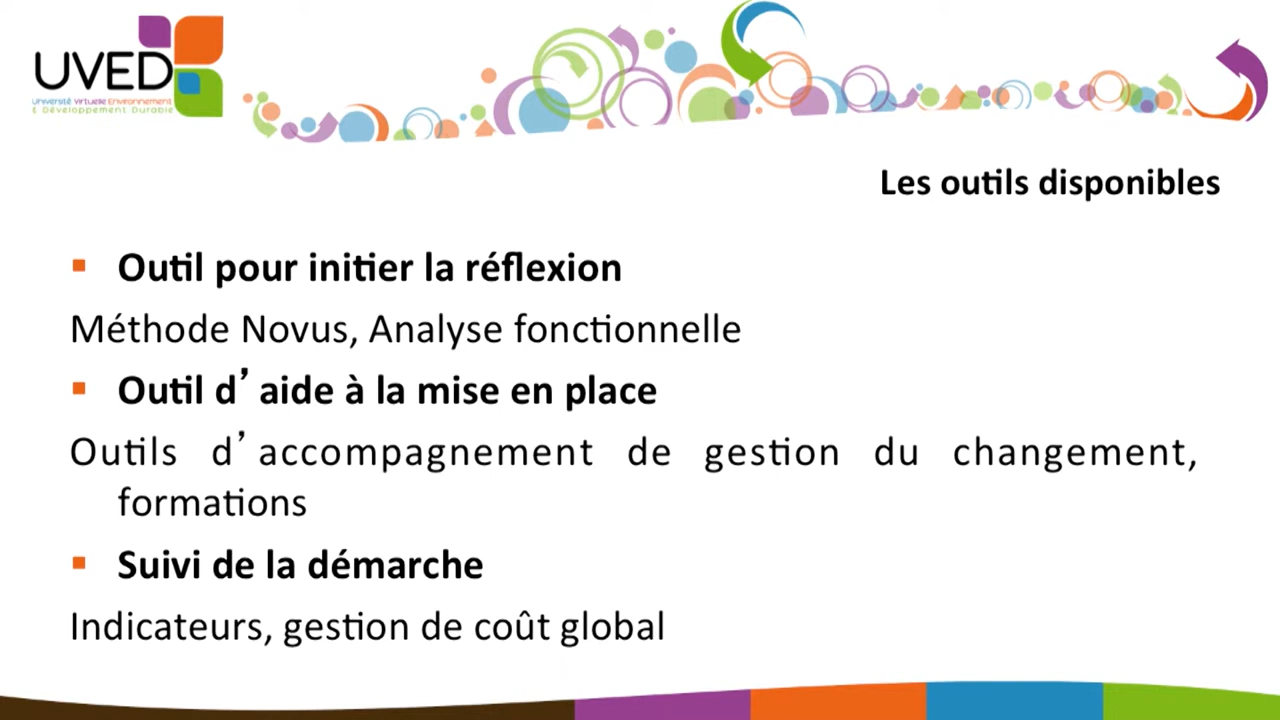 UVED
Université Virtuelle Environnement
& Développement Durable
Les outils disponibles
▪ Outil pour initier la réflexion
Méthode Novus, Analyse fonctionnelle
▪ Outil d’aide à la mise en place
Outils d’accompagnement de gestion du changement,
formations
▪ Suivi de la démarche
Indicateurs, gestion de coût global